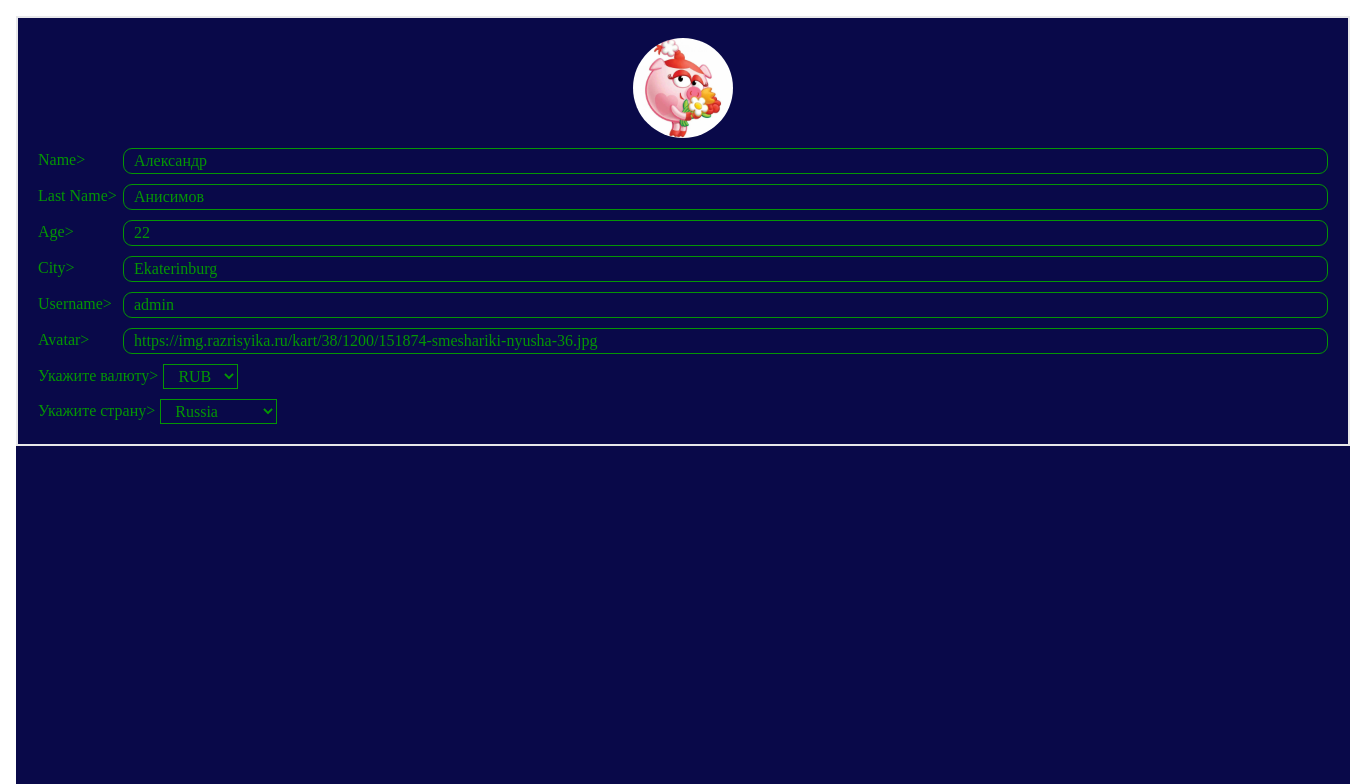 Name> Александр
Last Name> Анисимов
Age> 22
City> Ekaterinburg
Username> admin
Avatar> https://img.razrisyika.ru/kart/38/1200/151874-smeshariki-nyusha-36.jpg
Укажите валюту> RUB
Укажите страну> Russia